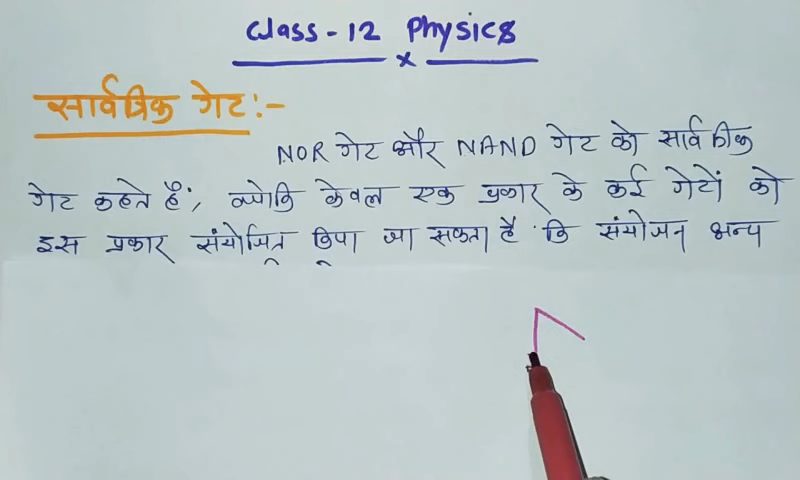 Class - 12 Physics
x
सार्वत्रिक गेट :-
NOR गेट और NAND गेट को सार्वत्रिक
गेट कहते हैं, क्योकि केवल एक प्रकार के कई गेटों को
इस प्रकार संयोजित किया जा सकता है कि संयोजन अन्य